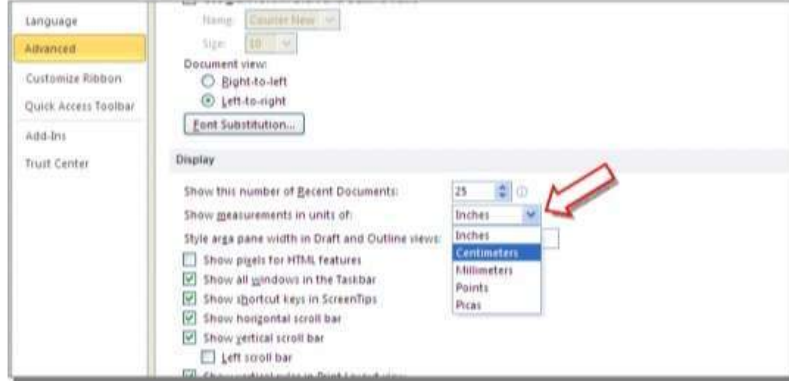 Language
Advanced
Customize Ribbon
Quick Access Toolbar
Add-Ins
Trust Center
Name: Courier New
Size: 10
Document view:
Right-to-left
Left-to-right
Font Substitution...
Display
Show this number of Recent Documents: 25
Show measurements in units of: Inches
Style area pane width in Draft and Outline views:
Inches
Centimeters
Millimeters
Points
Picas
Show pixels for HTML features
Show all windows in the Taskbar
Show shortcut keys in ScreenTips
Show horizontal scroll bar
Show vertical scroll bar
Left scroll bar